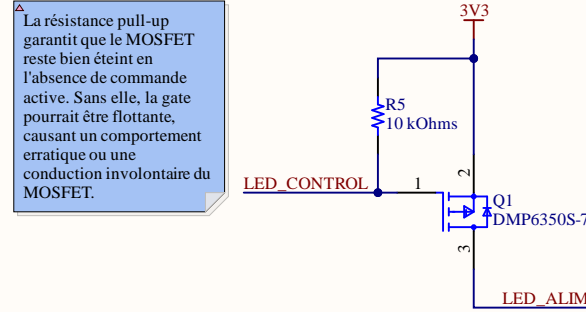 La résistance pull-up
garantit que le MOSFET
reste bien éteint en
l'absence de commande
active. Sans elle, la gate
pourrait être flottante,
causant un comportement
erratique ou une
conduction involontaire du
MOSFET.
3V3
R5
10 kOhms
LED_CONTROL
1
2
Q1
DMP6350S-7
3
LED_ALIM